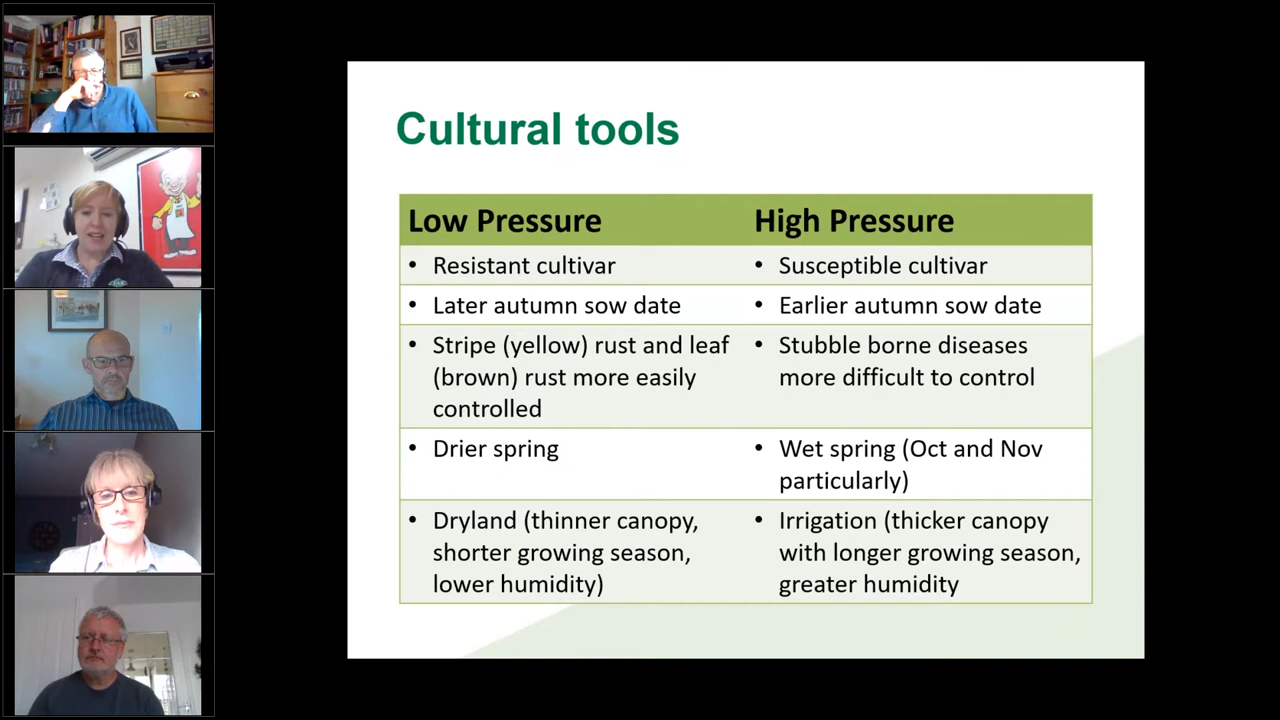 Cultural tools
Low Pressure
High Pressure
• Resistant cultivar
• Susceptible cultivar
• Later autumn sow date
• Earlier autumn sow date
• Stripe (yellow) rust and leaf
(brown) rust more easily
controlled
• Stubble borne diseases
more difficult to control
• Drier spring
• Wet spring (Oct and Nov
particularly)
• Dryland (thinner canopy,
shorter growing season,
lower humidity)
• Irrigation (thicker canopy
with longer growing season,
greater humidity